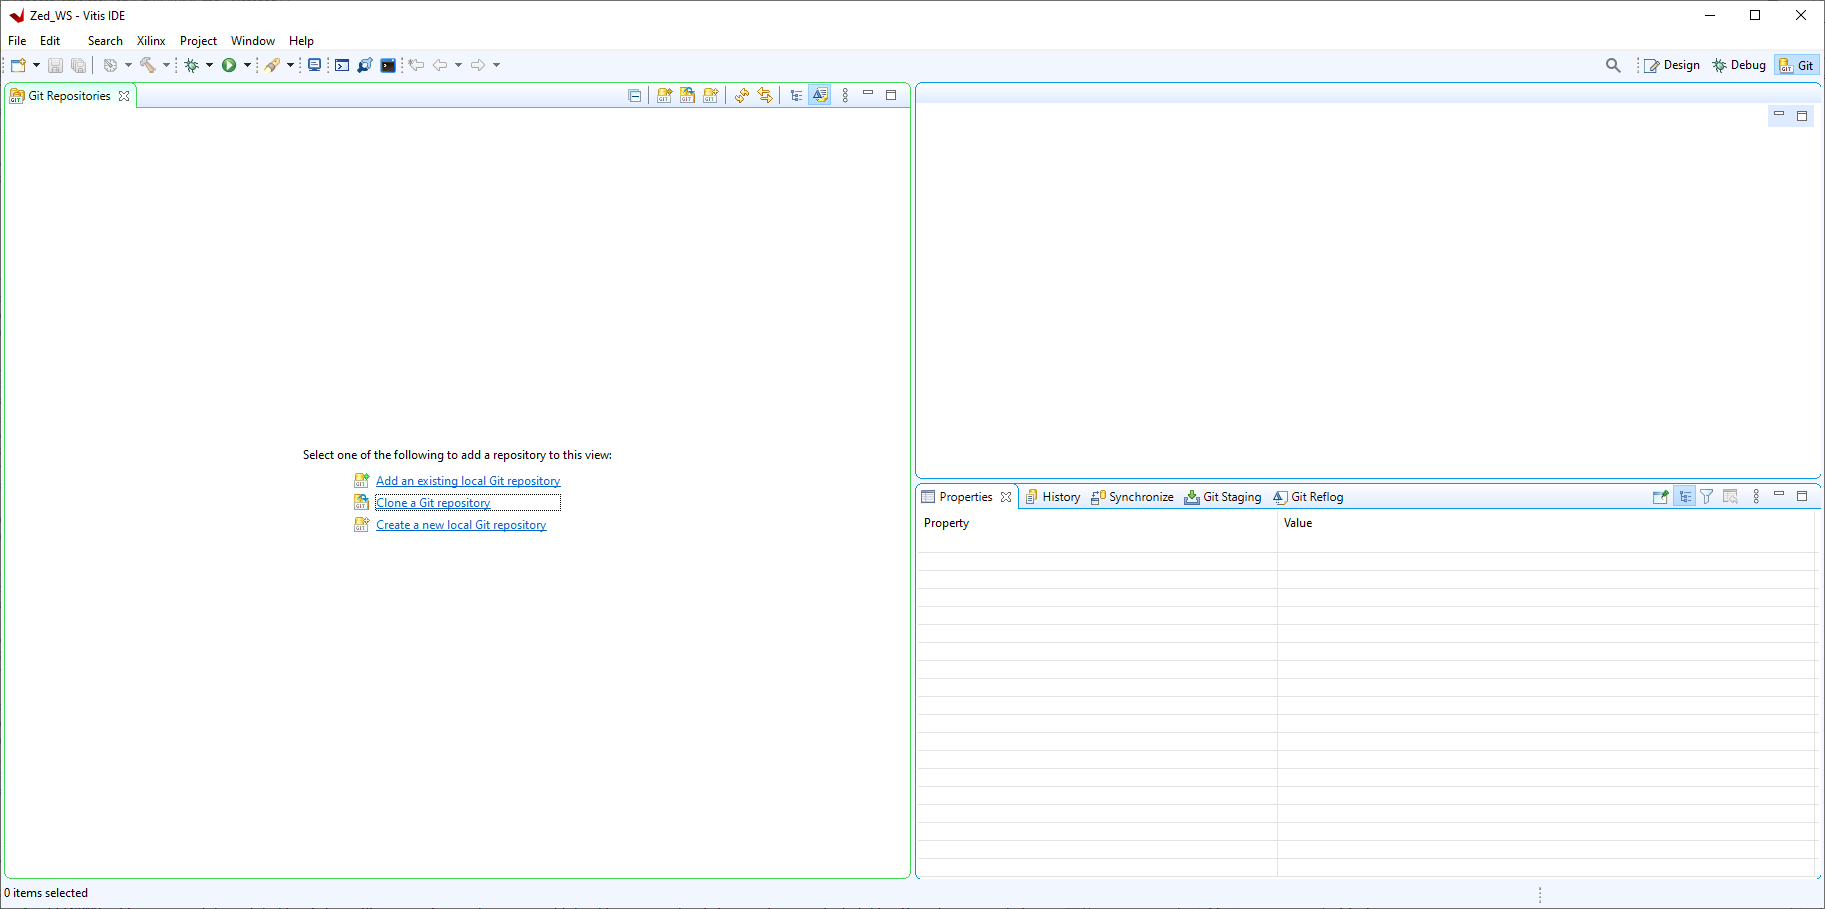 Zed_WS - Vitis IDE
File Edit Search Xilinx Project Window Help
Design Debug Git
Git Repositories
Select one of the following to add a repository to this view:
Add an existing local Git repository
Clone a Git repository
Create a new local Git repository
Properties History Synchronize Git Staging Git Reflog
Property Value
0 items selected